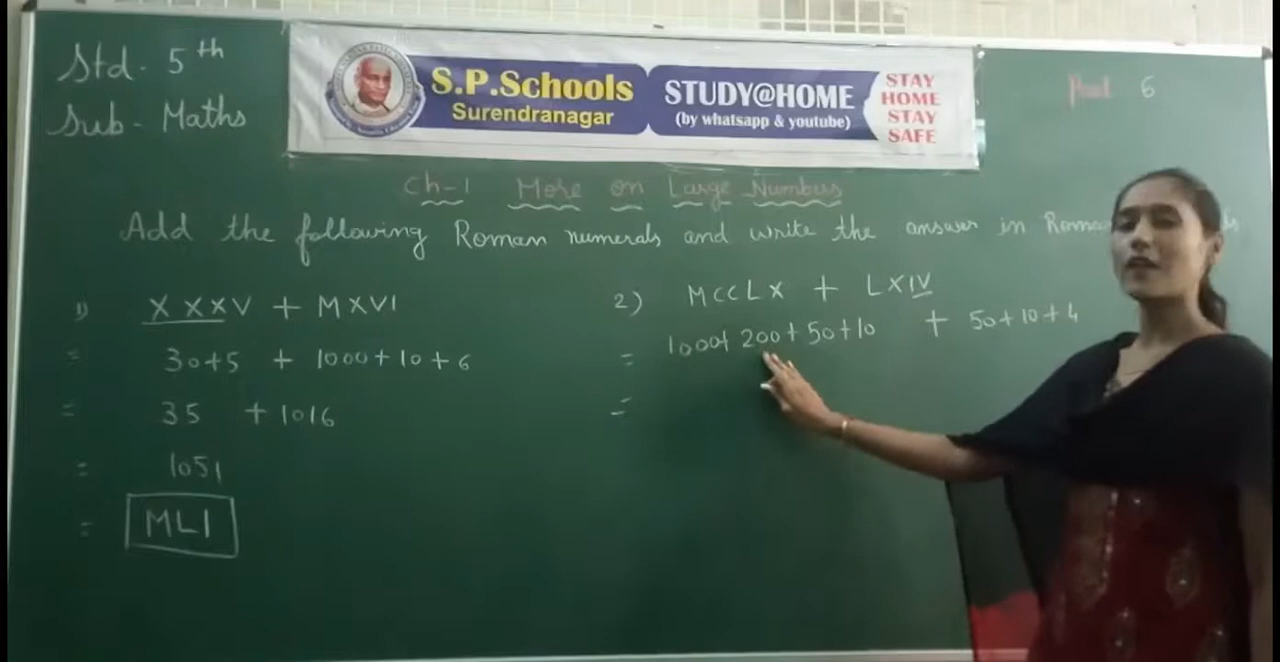 Std - 5th
Sub - Maths
S.P.Schools
Surendranagar
STUDY@HOME
(by whatsapp & youtube)
STAY
HOME
STAY
SAFE
6
Ch-1 More on Large Numbers
Add the following Roman numerals and write the answer in
1) XXXV + MXVI
= 30+5 + 1000+10+6
= 35 + 1016
= 1051
= MLI
2) MCCLX + LXIV
= 1000+ 200+50+10 + 50+10+4
=